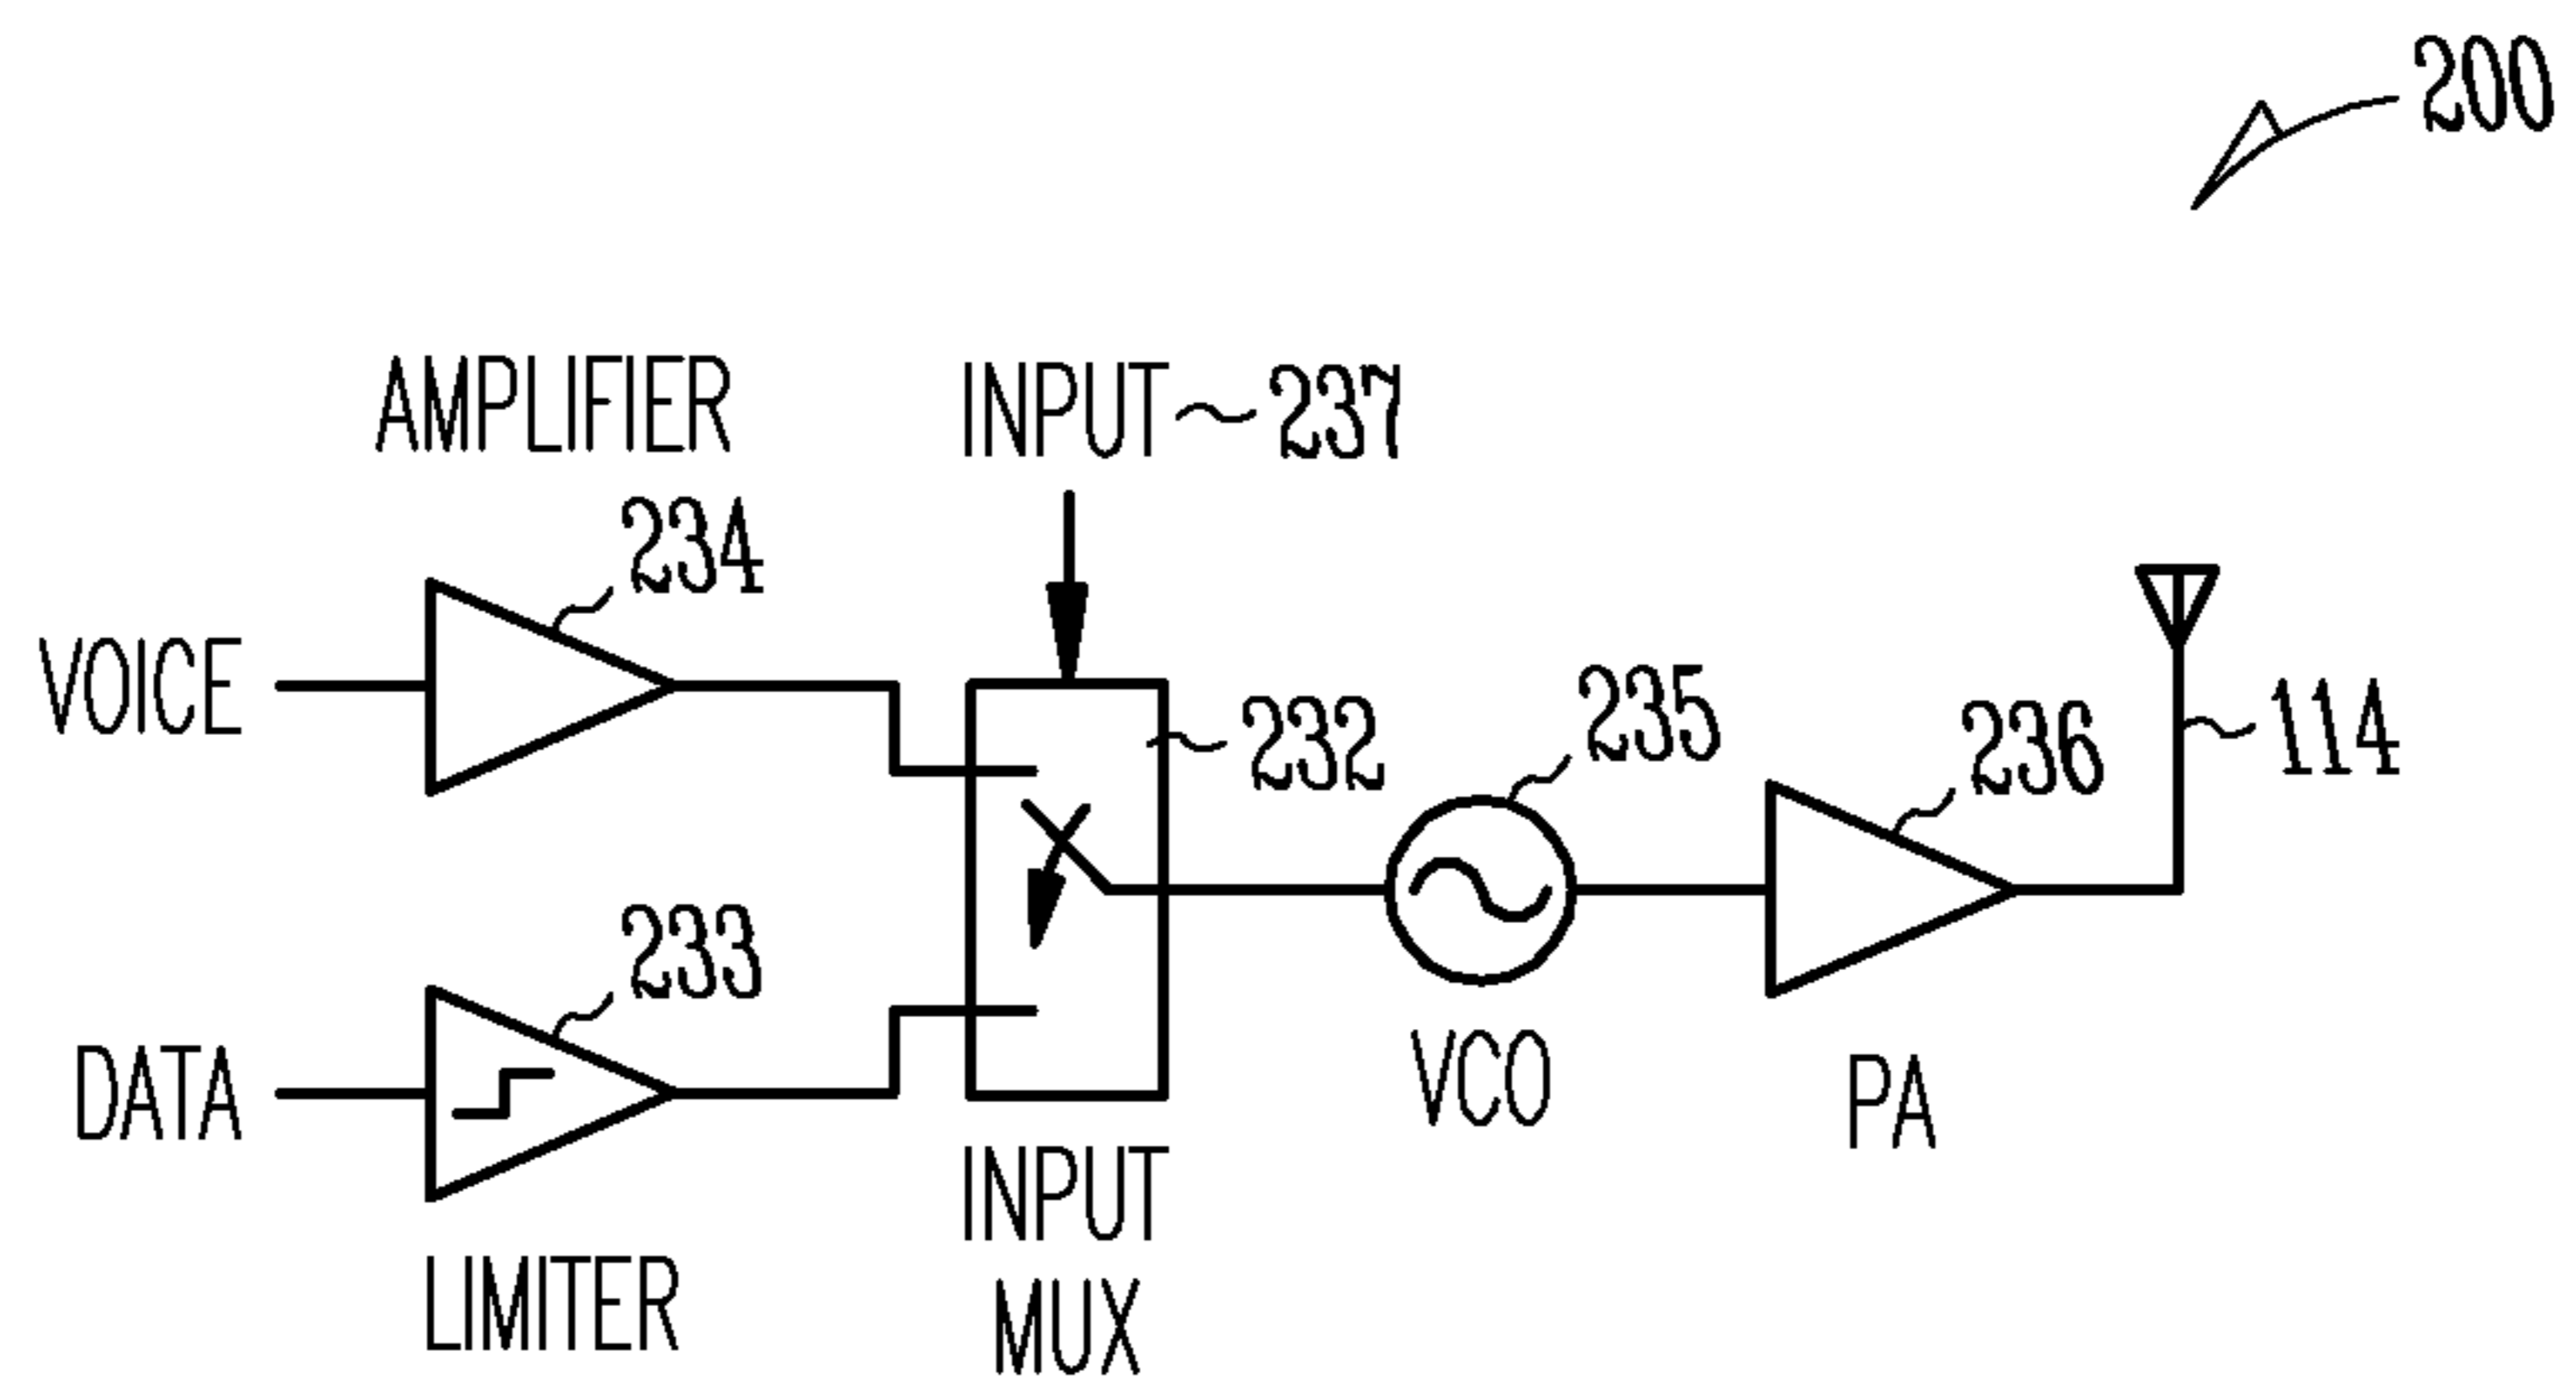 200
AMPLIFIER
INPUT 237
234
VOICE
232
235
236
114
233
DATA
VCO
PA
LIMITER
INPUT
MUX